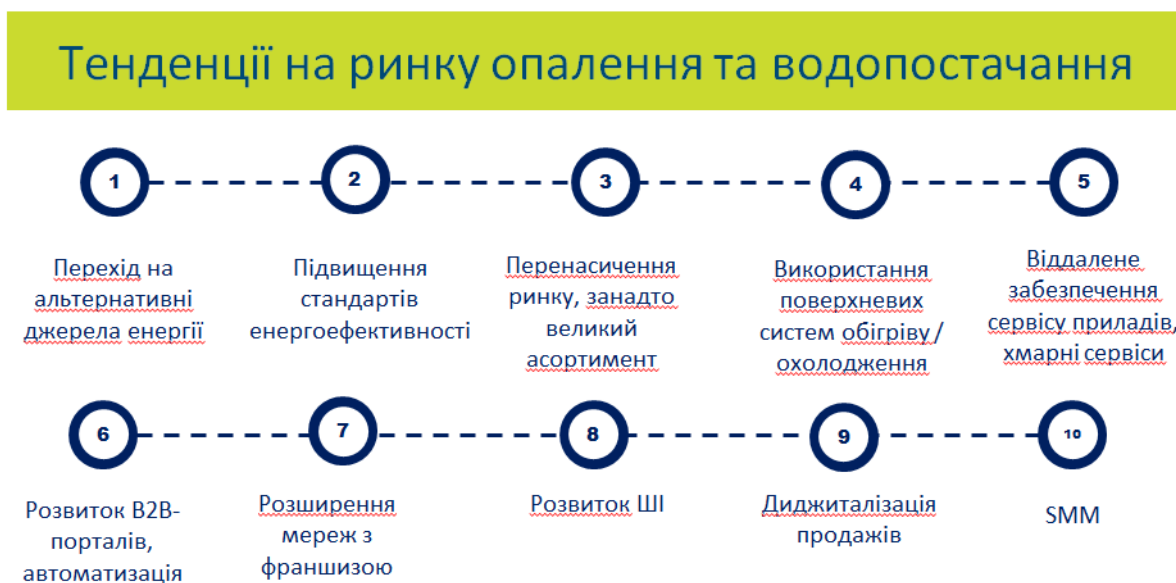 Тенденції на ринку опалення та водопостачання
1
2
3
4
5
Перехід на
альтернативні
джерела енергії
Підвищення
стандартів
енергоефективності
Перенасичення
ринку, занадто
великий
асортимент
Використання
поверхневих
систем обігріву /
охолодження
Віддалене
забезпечення
сервісу приладів,
хмарні сервіси
6
7
8
9
10
Розвиток B2B-
порталів,
автоматизація
Розширення
мереж з
франшизою
Розвиток ШІ
Диджиталізація
продажів
SMM